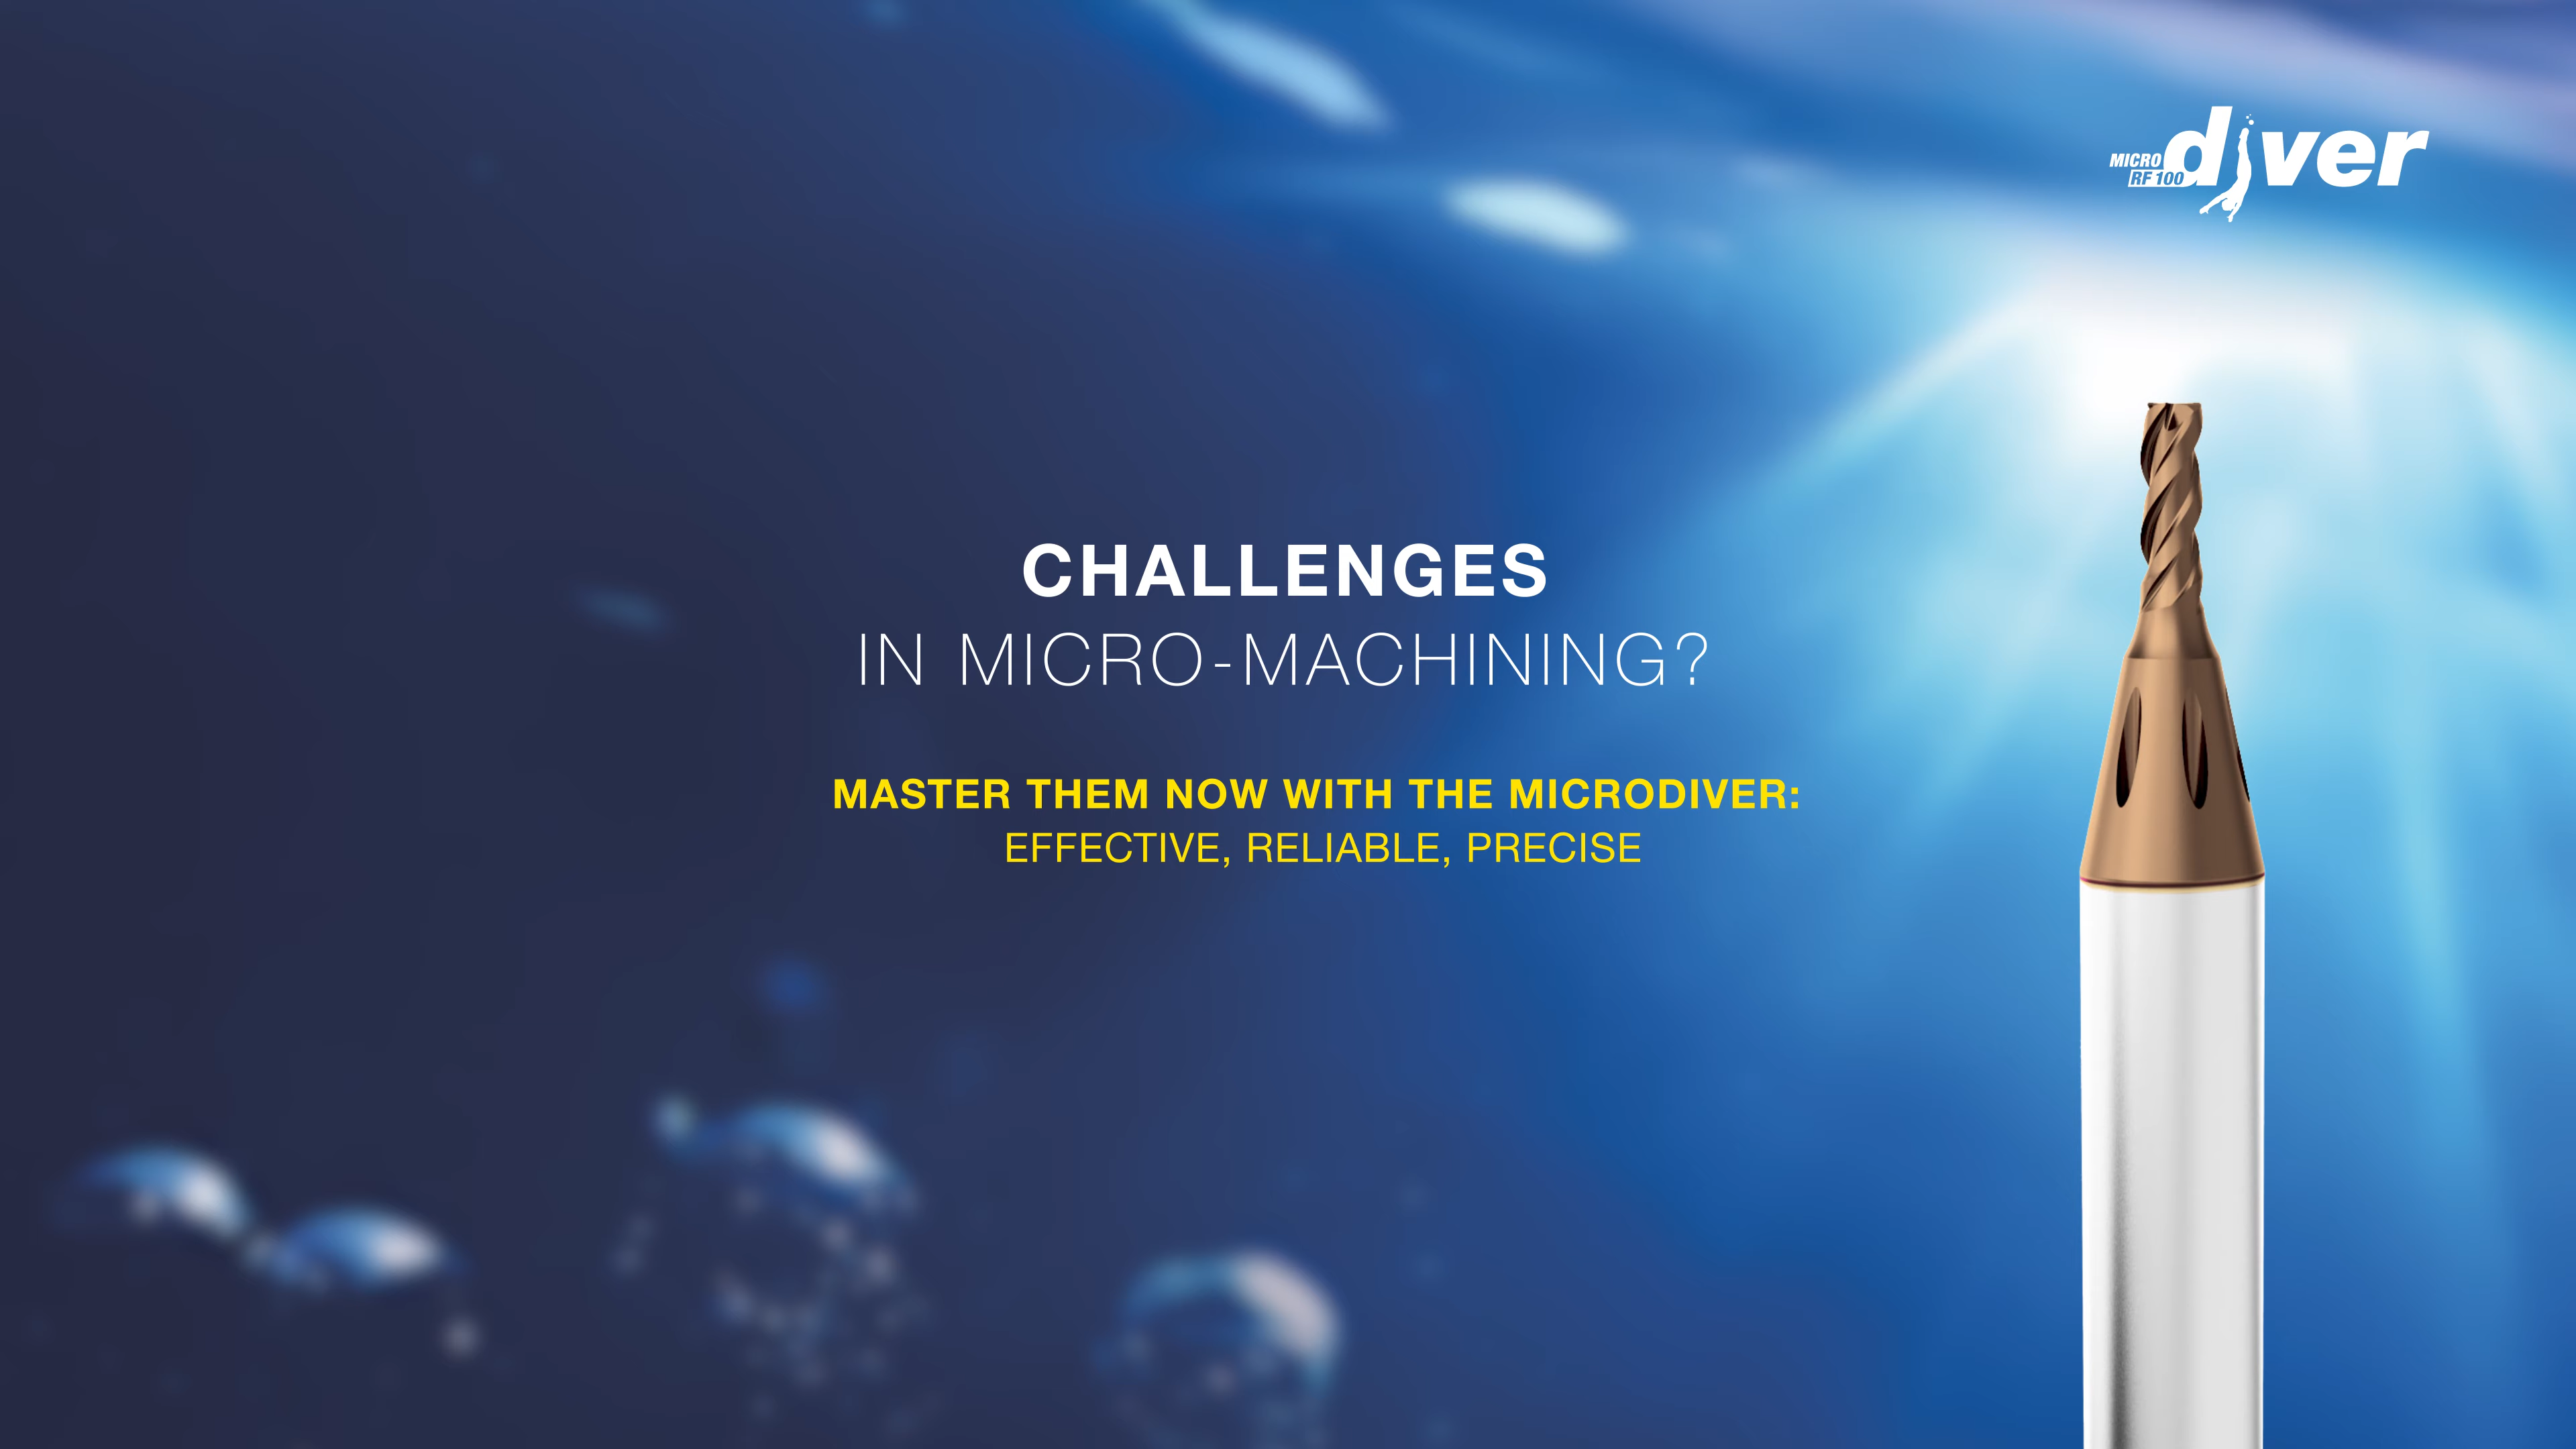 MICRO diver
RF 100
CHALLENGES
IN MICRO-MACHINING?
MASTER THEM NOW WITH THE MICRODIVER:
EFFECTIVE, RELIABLE, PRECISE